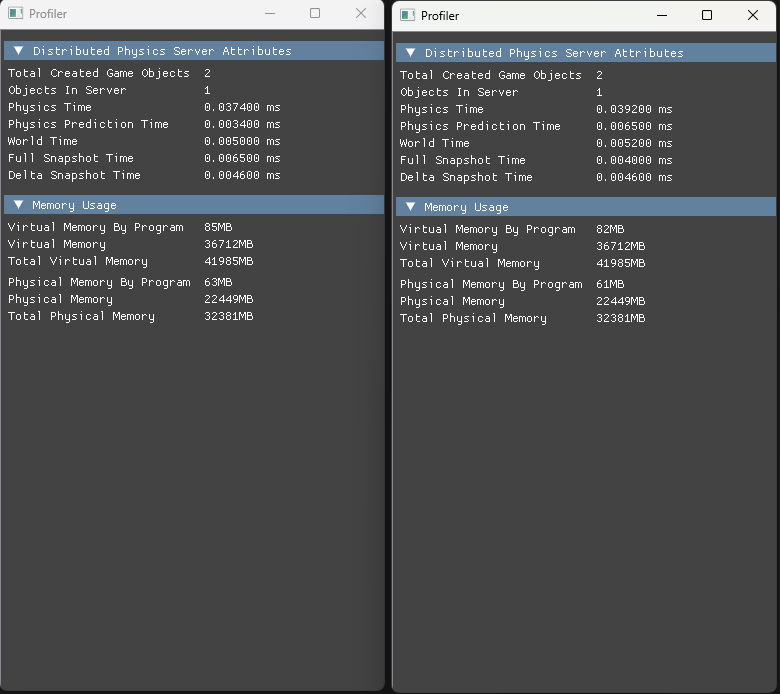 Profiler
Distributed Physics Server Attributes
Total Created Game Objects 2
Objects In Server 1
Physics Time 0.037400 ms
Physics Prediction Time 0.003400 ms
World Time 0.005000 ms
Full Snapshot Time 0.006500 ms
Delta Snapshot Time 0.004600 ms
Memory Usage
Virtual Memory By Program 85MB
Virtual Memory 36712MB
Total Virtual Memory 41985MB
Physical Memory By Program 63MB
Physical Memory 22449MB
Total Physical Memory 32381MB
Profiler
Distributed Physics Server Attributes
Total Created Game Objects 2
Objects In Server 1
Physics Time 0.039200 ms
Physics Prediction Time 0.006500 ms
World Time 0.005200 ms
Full Snapshot Time 0.004000 ms
Delta Snapshot Time 0.004600 ms
Memory Usage
Virtual Memory By Program 82MB
Virtual Memory 36712MB
Total Virtual Memory 41985MB
Physical Memory By Program 61MB
Physical Memory 22449MB
Total Physical Memory 32381MB